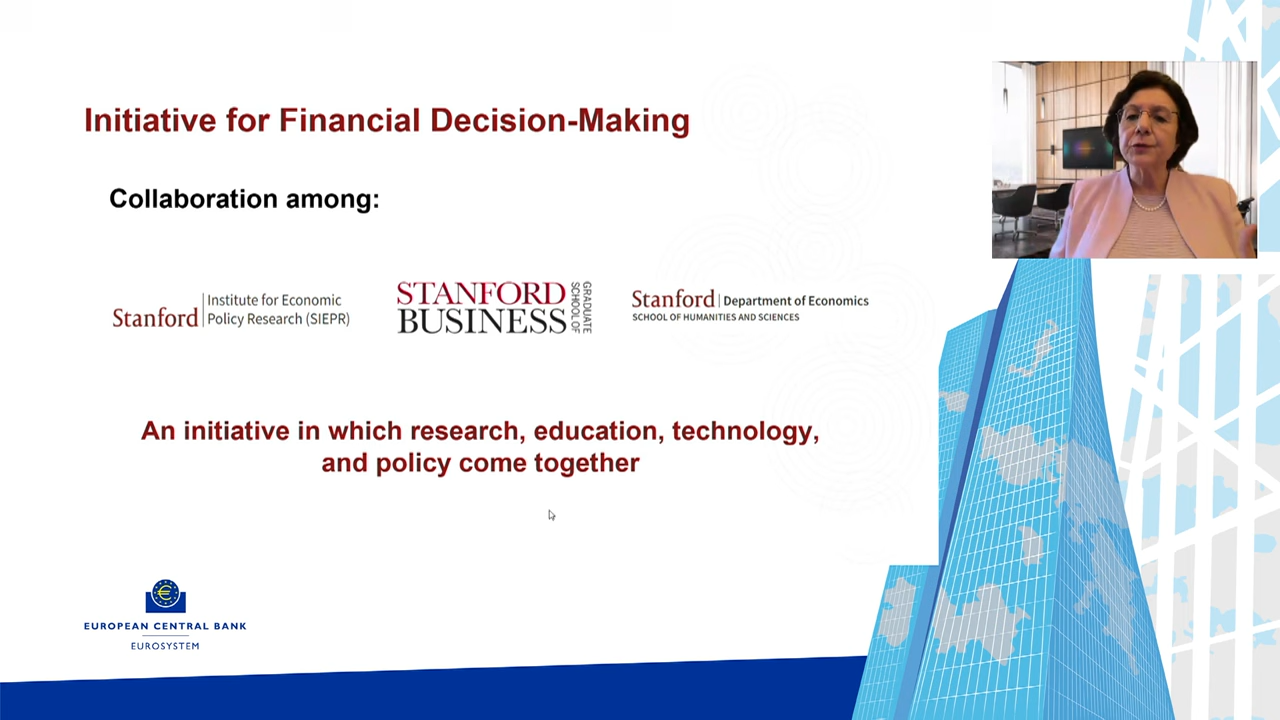 Initiative for Financial Decision-Making
Collaboration among:
Stanford
Institute for Economic
Policy Research (SIEPR)
STANFORD
BUSINESS
GRADUATE
SCHOOL OF
Stanford
Department of Economics
SCHOOL OF HUMANITIES AND SCIENCES
An initiative in which research, education, technology,
and policy come together
€
EUROPEAN CENTRAL BANK
EUROSYSTEM